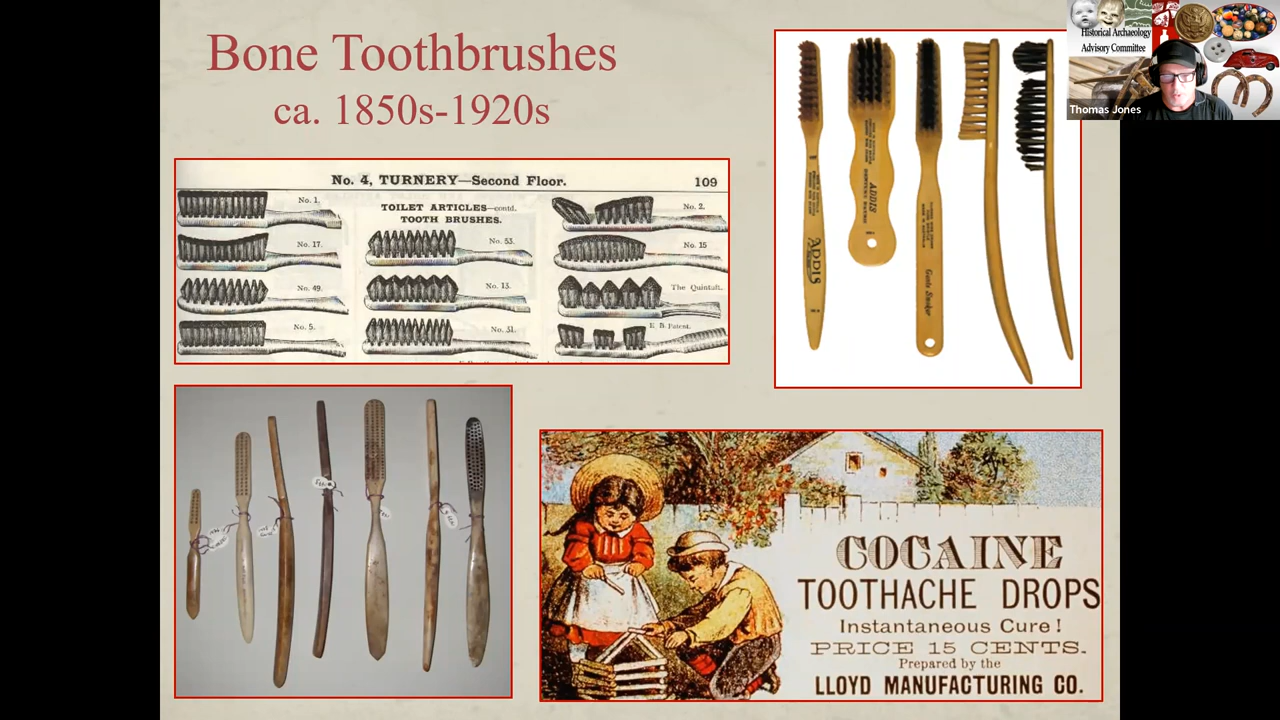 Bone Toothbrushes
ca. 1850s-1920s
No. 4, TURNERY—Second Floor.
109
TOILET ARTICLES—contd.
TOOTH BRUSHES.
No. 1.
No. 17.
No. 49.
No. 5.
No. 53.
No. 13.
No. 51.
No. 2.
No. 15
The Quintuft.
E. B. Patent.
ADDIS
ADDIS
Historical Archaeology
Advisory Committee
Thomas Jones
COCAINE
TOOTHACHE DROPS
Instantaneous Cure!
PRICE 15 CENTS.
Prepared by the
LLOYD MANUFACTURING CO.